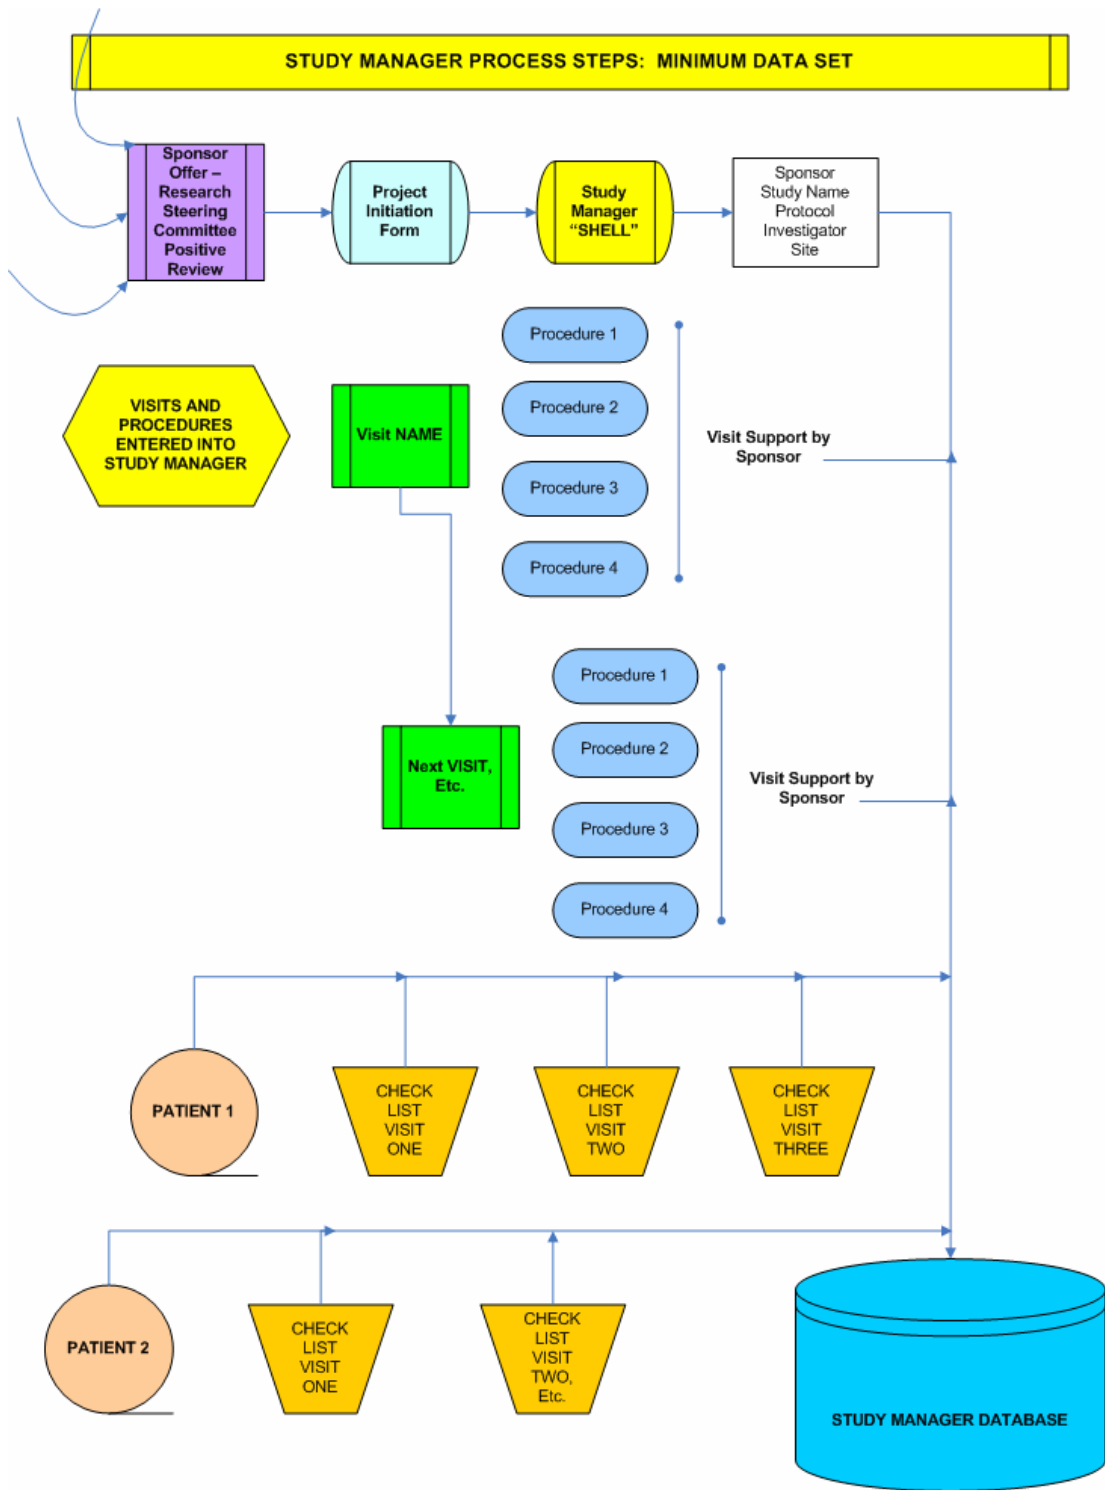 STUDY MANAGER PROCESS STEPS:  MINIMUM DATA SET
Sponsor
Offer –
Research
Steering
Committee
Positive
Review
Project
Initiation
Form
Study
Manager
“SHELL”
Sponsor
Study Name
Protocol
Investigator
Site
VISITS AND
PROCEDURES
ENTERED INTO
STUDY MANAGER
Visit NAME
Procedure 1
Procedure 2
Procedure 3
Procedure 4
Visit Support by
Sponsor
Next VISIT,
Etc.
Procedure 1
Procedure 2
Procedure 3
Procedure 4
Visit Support by
Sponsor
PATIENT 1
CHECK
LIST
VISIT
ONE
CHECK
LIST
VISIT
TWO
CHECK
LIST
VISIT
THREE
PATIENT 2
CHECK
LIST
VISIT
ONE
CHECK
LIST
VISIT
TWO,
Etc.
STUDY MANAGER DATABASE